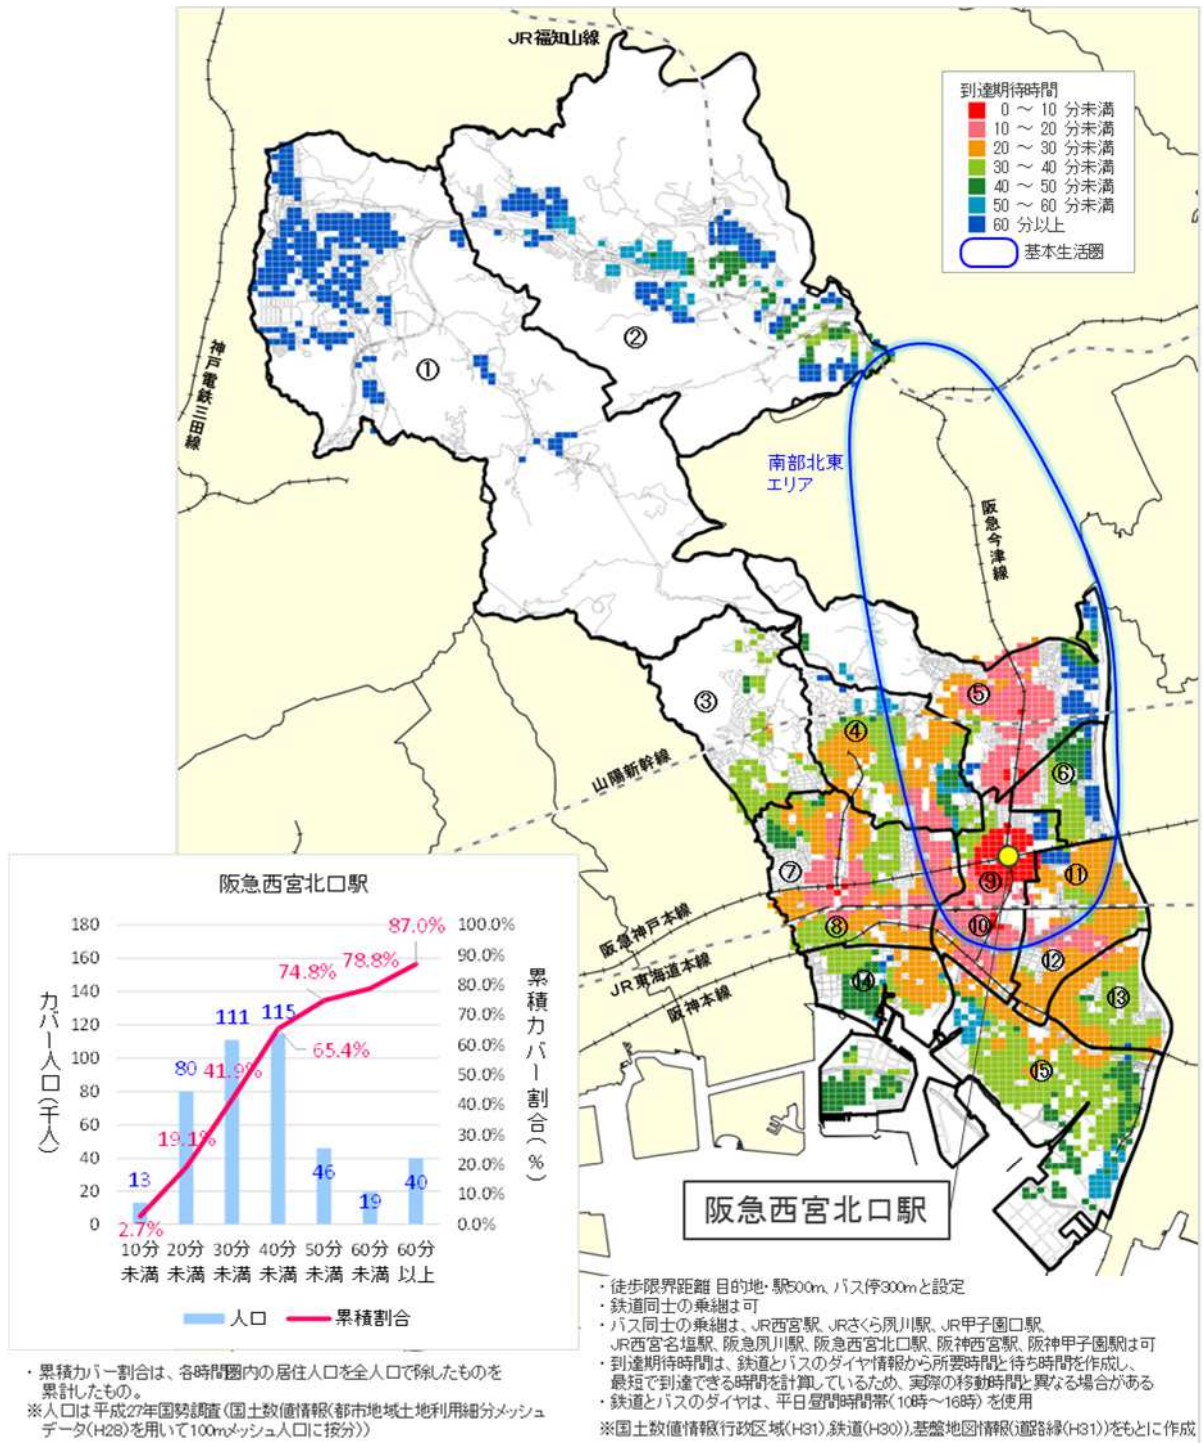 JR福知山線
到達期待時間
0 ～ 10 分未満
10 ～ 20 分未満
20 ～ 30 分未満
30 ～ 40 分未満
40 ～ 50 分未満
50 ～ 60 分未満
60 分以上
基本生活圏
神戸電鉄三田線
①
②
南部北東
エリア
阪急今津線
③
④
⑤
⑥
山陽新幹線
⑦
⑧
⑨
⑩
⑪
⑫
⑬
⑭
⑮
阪急神戸本線
JR東海道本線
阪神本線
阪急西宮北口駅
阪急西宮北口駅
カバー人口(千人)
180
160
140
120
100
80
60
40
20
0
累積カバー割合(%)
100.0%
90.0%
80.0%
70.0%
60.0%
50.0%
40.0%
30.0%
20.0%
10.0%
0.0%
13
80
111
115
46
19
40
2.7%
19.1%
41.9%
65.4%
74.8%
78.8%
87.0%
10分 20分 30分 40分 50分 60分 60分
未満 未満 未満 未満 未満 未満 以上
人口 累積割合
・累積カバー割合は、各時間圏内の居住人口を全人口で除したものを
累計したもの。
※人口は平成27年国勢調査(国土数値情報(都市地域土地利用細分メッシュ
データ(H28)を用いて100mメッシュ人口に按分))
・徒歩限界距離 目的地・駅500m、バス停300mと設定
・鉄道同士の乗継は可
・バス同士の乗継は、JR西宮駅、JRさくら夙川駅、JR甲子園口駅、
JR西宮名塩駅、阪急夙川駅、阪急西宮北口駅、阪神西宮駅、阪神甲子園駅は可
・到達期待時間は、鉄道とバスのダイヤ情報から所要時間と待ち時間を作成し、
最短で到達できる時間を計算しているため、実際の移動時間と異なる場合がある
・鉄道とバスのダイヤは、平日昼間時間帯(10時～16時)を使用
※国土数値情報(行政区域(H31),鉄道(H30)),基盤地図情報(道路縁(H31))をもとに作成